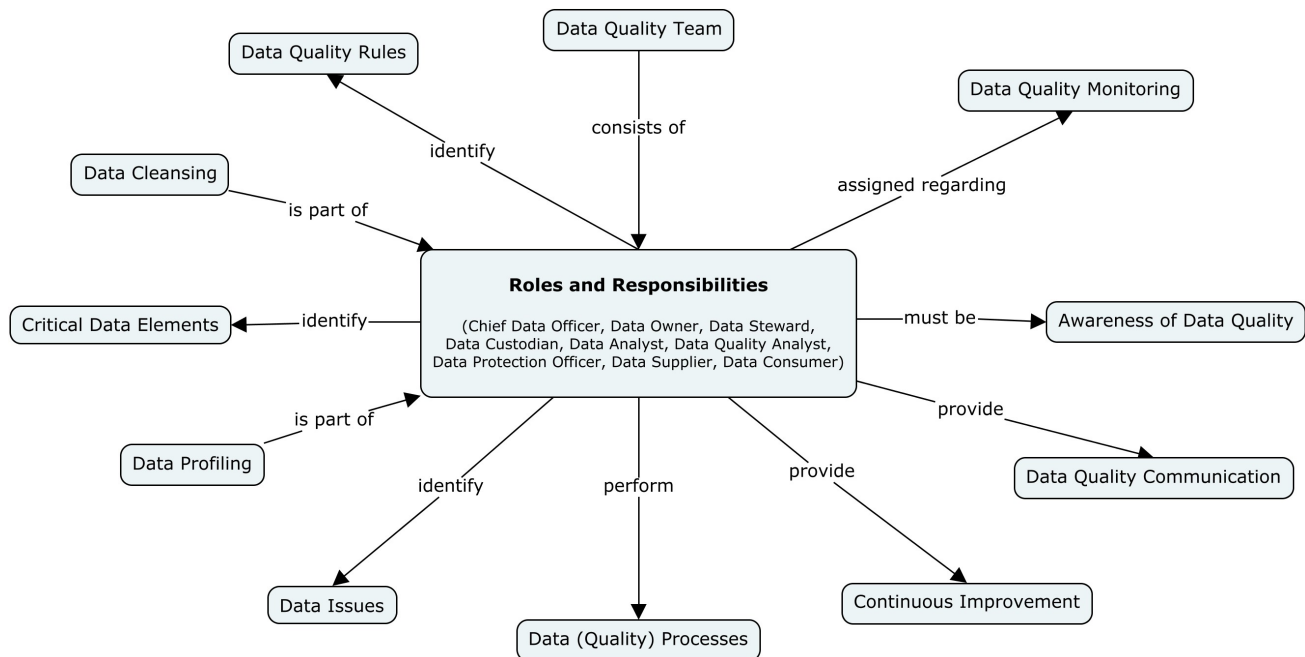 Data Quality Team
Data Quality Rules
Data Quality Monitoring
consists of
identify
assigned regarding
Data Cleansing
is part of
Roles and Responsibilities
(Chief Data Officer, Data Owner, Data Steward,
Data Custodian, Data Analyst, Data Quality Analyst,
Data Protection Officer, Data Supplier, Data Consumer)
Critical Data Elements
identify
must be
Awareness of Data Quality
is part of
provide
Data Profiling
Data Quality Communication
identify
perform
provide
Data Issues
Data (Quality) Processes
Continuous Improvement